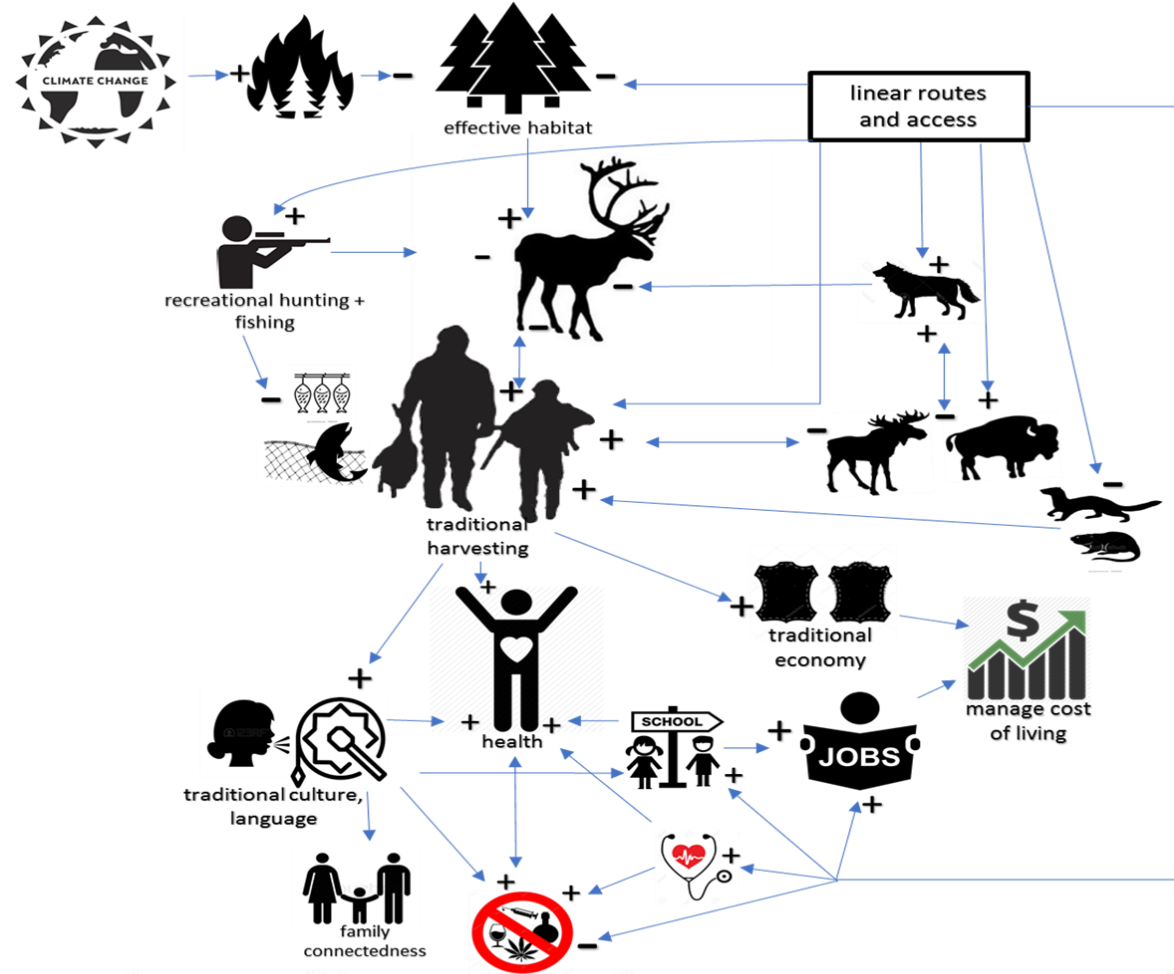 CLIMATE CHANGE
effective habitat
linear routes
and access
recreational hunting +
fishing
traditional
harvesting
traditional
economy
$
manage cost
of living
SCHOOL
JOBS
health
traditional culture,
language
family
connectedness